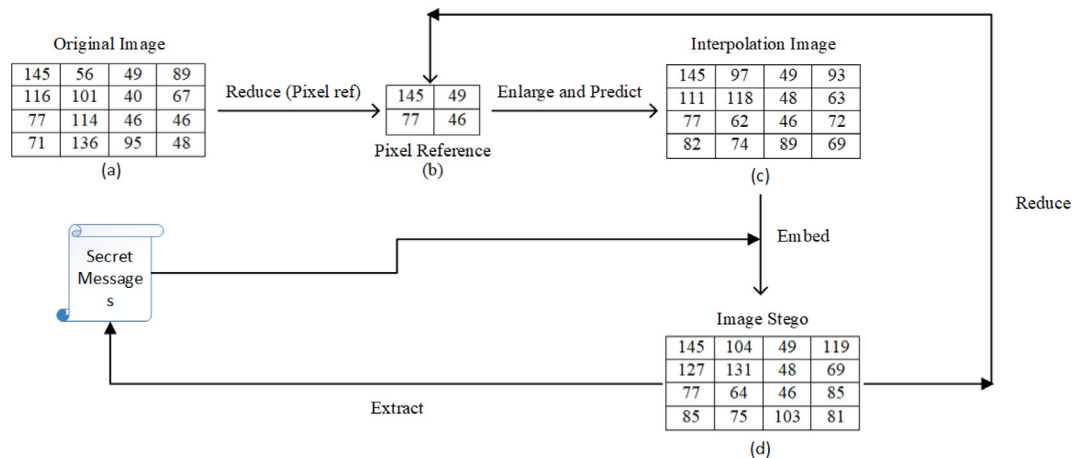 Original Image
145 56 49 89
116 101 40 67
77 114 46 46
71 136 95 48
(a)
Reduce (Pixel ref)
145 49
77 46
Pixel Reference
(b)
Enlarge and Predict
Interpolation Image
145 97 49 93
111 118 48 63
77 62 46 72
82 74 89 69
(c)
Reduce
Secret
Message
s
Embed
Image Stego
145 104 49 119
127 131 48 69
77 64 46 85
85 75 103 81
(d)
Extract